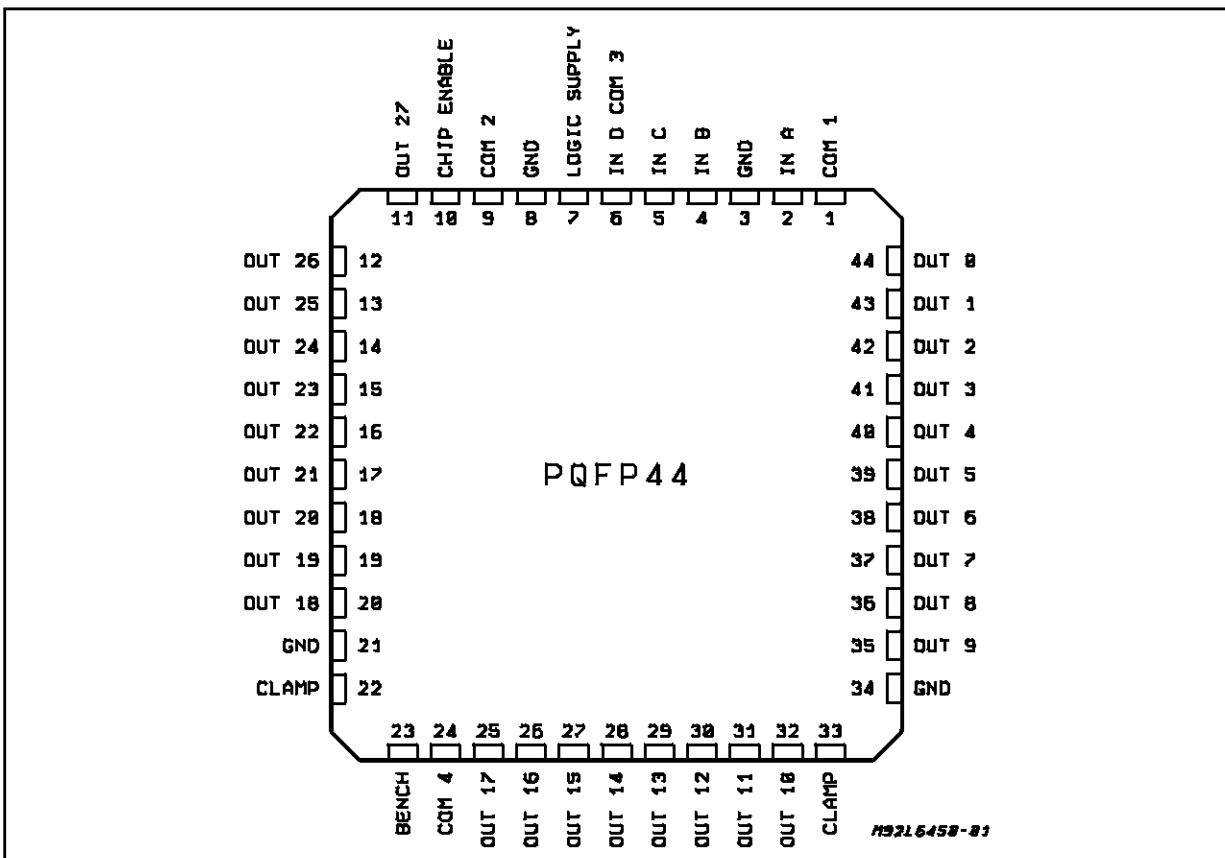 OUT 27
CHIP ENABLE
COM 2
GND
LOGIC SUPPLY
IN D COM 3
IN C
IN B
GND
IN A
COM 1
11 10 9 8 7 6 5 4 3 2 1
OUT 26 12 44 OUT 0
OUT 25 13 43 OUT 1
OUT 24 14 42 OUT 2
OUT 23 15 41 OUT 3
OUT 22 16 40 OUT 4
OUT 21 17 39 OUT 5
PQFP44
OUT 20 18 38 OUT 6
OUT 19 19 37 OUT 7
OUT 18 20 36 OUT 8
GND 21 35 OUT 9
CLAMP 22 34 GND
23 24 25 26 27 28 29 30 31 32 33
BENCH
COM 4
OUT 17
OUT 16
OUT 15
OUT 14
OUT 13
OUT 12
OUT 11
OUT 10
CLAMP
M92L6450-01